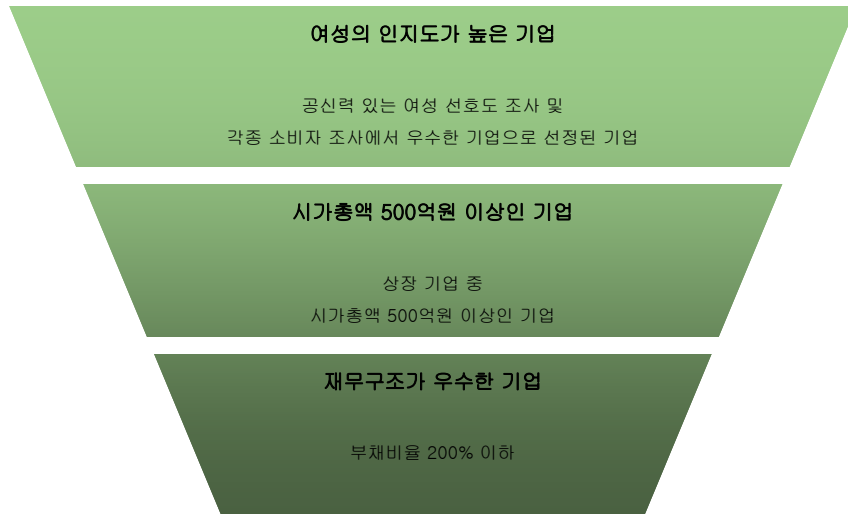 여성의 인지도가 높은 기업
공신력 있는 여성 선호도 조사 및
각종 소비자 조사에서 우수한 기업으로 선정된 기업
시가총액 500억원 이상인 기업
상장 기업 중
시가총액 500억원 이상인 기업
재무구조가 우수한 기업
부채비율 200% 이하